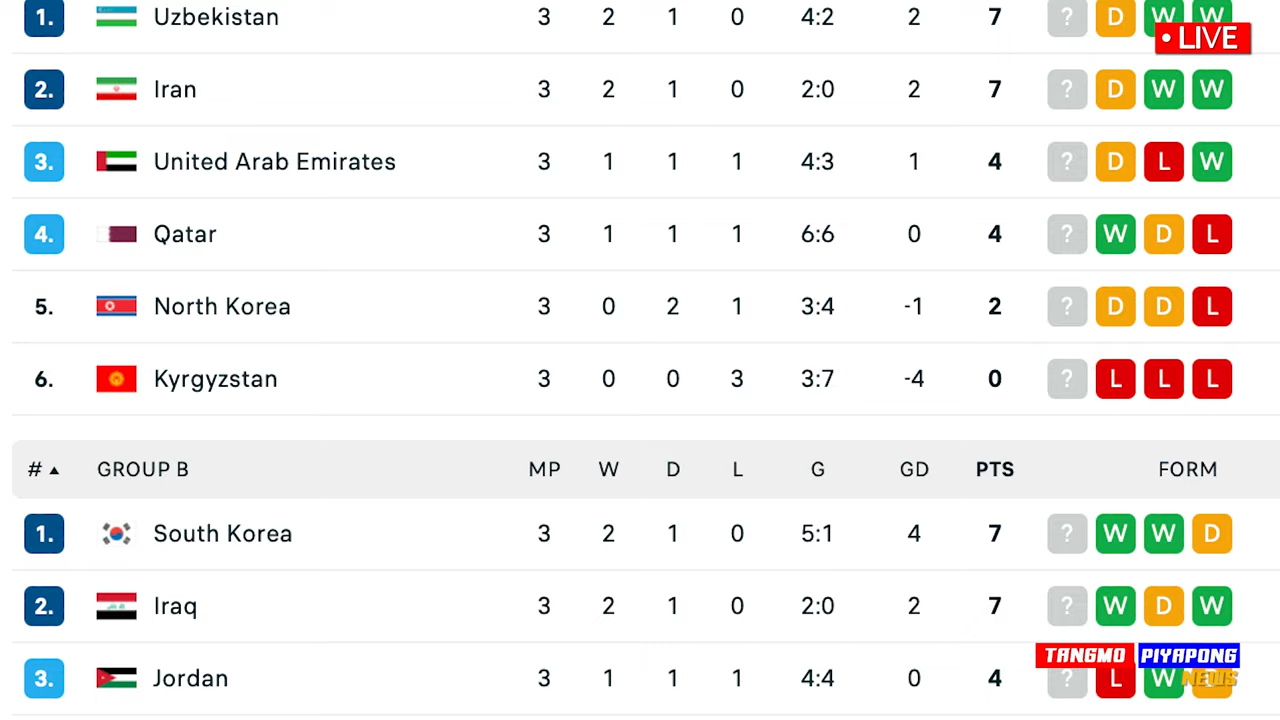 1. Uzbekistan 3 2 1 0 4:2 2 7 ? D W W
• LIVE
2. Iran 3 2 1 0 2:0 2 7 ? D W W
3. United Arab Emirates 3 1 1 1 4:3 1 4 ? D L W
4. Qatar 3 1 1 1 6:6 0 4 ? W D L
5. North Korea 3 0 2 1 3:4 -1 2 ? D D L
6. Kyrgyzstan 3 0 0 3 3:7 -4 0 ? L L L
# ▲ GROUP B MP W D L G GD PTS FORM
1. South Korea 3 2 1 0 5:1 4 7 ? W W D
2. Iraq 3 2 1 0 2:0 2 7 ? W D W
TANGMO PIYAPONG
3. Jordan 3 1 1 1 4:4 0 4 ? L W
NEWS